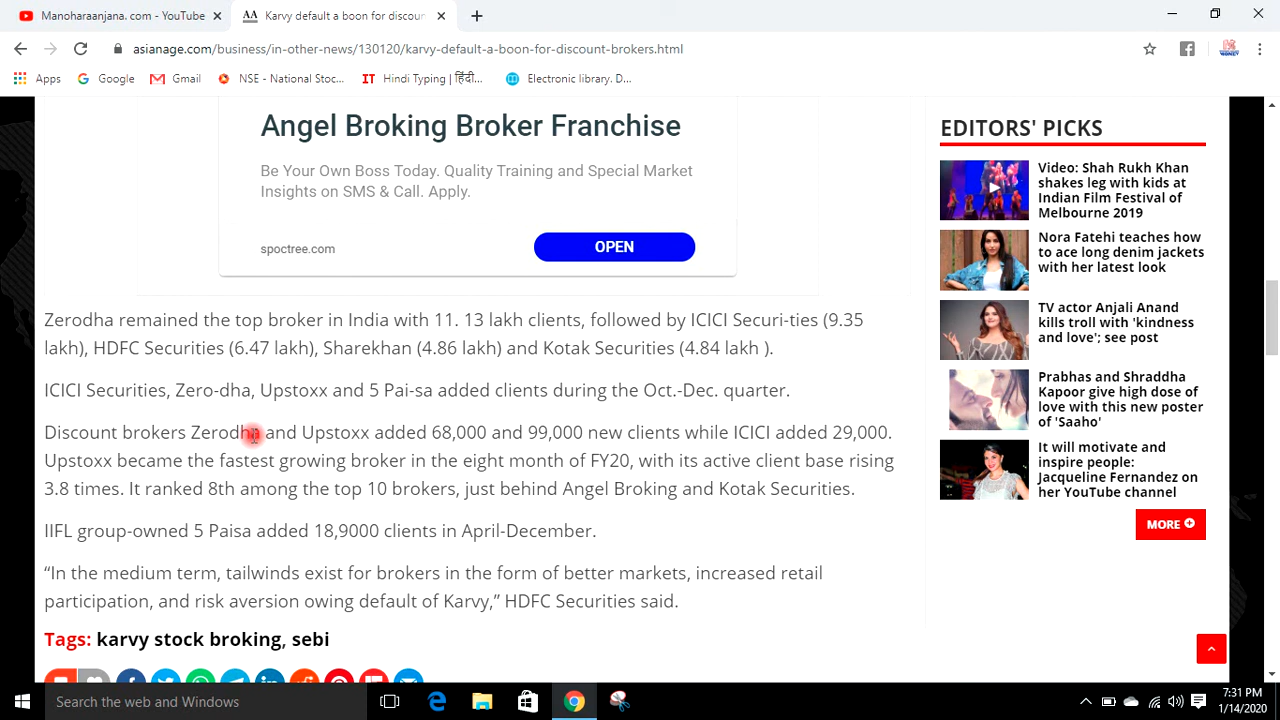 Manoharanjana. com - YouTube
AA Karvy default a boon for discour
asianage.com/business/in-other-news/130120/karvy-default-a-boon-for-discount-brokers.html
Apps
Google
Gmail
NSE - National Stoc...
IT Hindi Typing | हिंदी...
Electronic library. D...
Angel Broking Broker Franchise
Be Your Own Boss Today. Quality Training and Special Market
Insights on SMS & Call. Apply.
spoctree.com
OPEN
Zerodha remained the top broker in India with 11. 13 lakh clients, followed by ICICI Securi-ties (9.35
lakh), HDFC Securities (6.47 lakh), Sharekhan (4.86 lakh) and Kotak Securities (4.84 lakh ).
ICICI Securities, Zero-dha, Upstoxx and 5 Pai-sa added clients during the Oct.-Dec. quarter.
Discount brokers Zerodha and Upstoxx added 68,000 and 99,000 new clients while ICICI added 29,000.
Upstoxx became the fastest growing broker in the eight month of FY20, with its active client base rising
3.8 times. It ranked 8th among the top 10 brokers, just behind Angel Broking and Kotak Securities.
IIFL group-owned 5 Paisa added 18,9000 clients in April-December.
“In the medium term, tailwinds exist for brokers in the form of better markets, increased retail
participation, and risk aversion owing default of Karvy,” HDFC Securities said.
Tags: karvy stock broking, sebi
EDITORS' PICKS
Video: Shah Rukh Khan
shakes leg with kids at
Indian Film Festival of
Melbourne 2019
Nora Fatehi teaches how
to ace long denim jackets
with her latest look
TV actor Anjali Anand
kills troll with 'kindness
and love'; see post
Prabhas and Shraddha
Kapoor give high dose of
love with this new poster
of 'Saaho'
It will motivate and
inspire people:
Jacqueline Fernandez on
her YouTube channel
MORE
Search the web and Windows
7:31 PM
1/14/2020